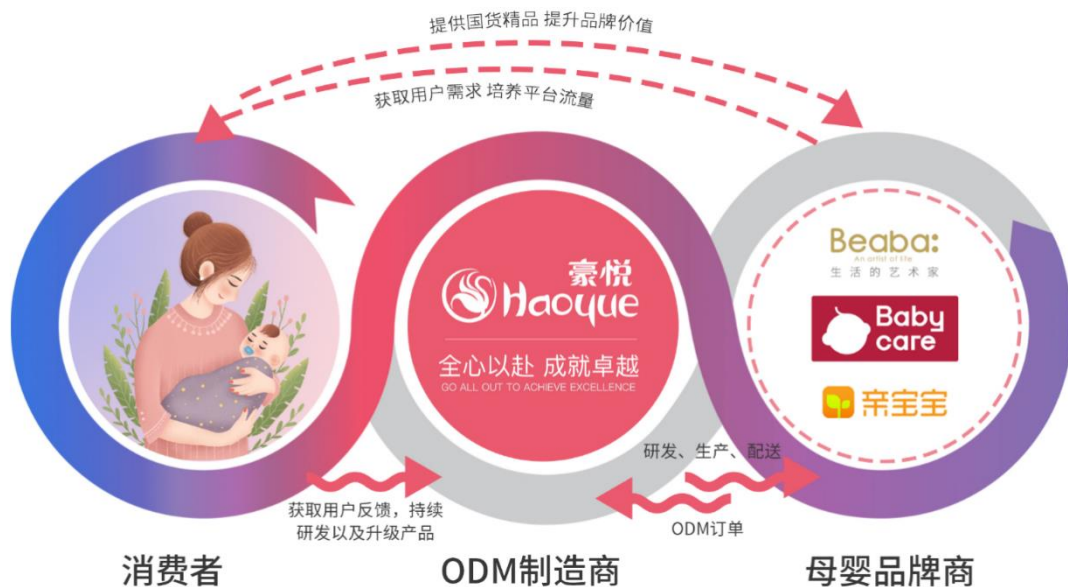 提供国货精品 提升品牌价值
获取用户需求 培养平台流量
豪悦
Haoyue
全心以赴 成就卓越
GO ALL OUT TO ACHIEVE EXCELLENCE
Beaba:
An artist of life
生活的艺术家
Baby
care
亲宝宝
研发、生产、配送
获取用户反馈，持续
研发以及升级产品
ODM订单
消费者
ODM制造商
母婴品牌商